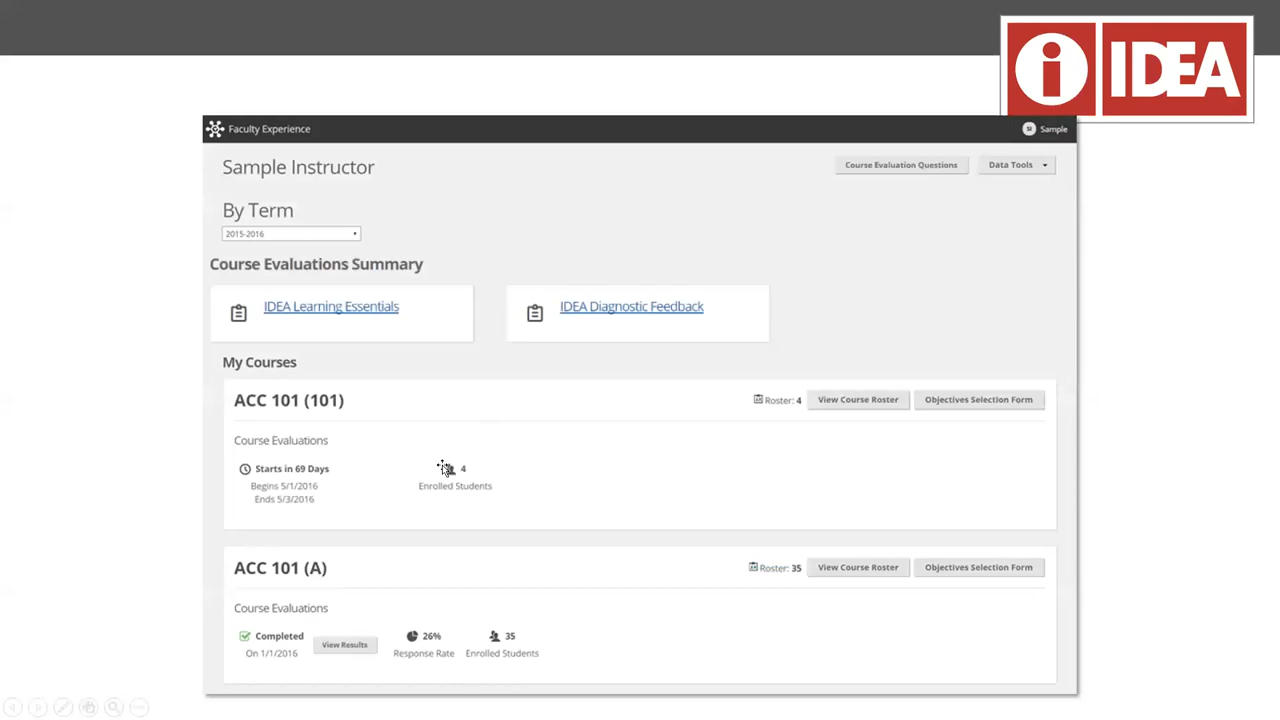 i IDEA
Faculty Experience
SI Sample
Sample Instructor
Course Evaluation Questions
Data Tools
By Term
2015-2016
Course Evaluations Summary
IDEA Learning Essentials
IDEA Diagnostic Feedback
My Courses
ACC 101 (101)
Roster: 4
View Course Roster
Objectives Selection Form
Course Evaluations
Starts in 69 Days
4
Begins 5/1/2016
Enrolled Students
Ends 5/3/2016
ACC 101 (A)
Roster: 35
View Course Roster
Objectives Selection Form
Course Evaluations
Completed
On 1/1/2016
View Results
26%
Response Rate
35
Enrolled Students